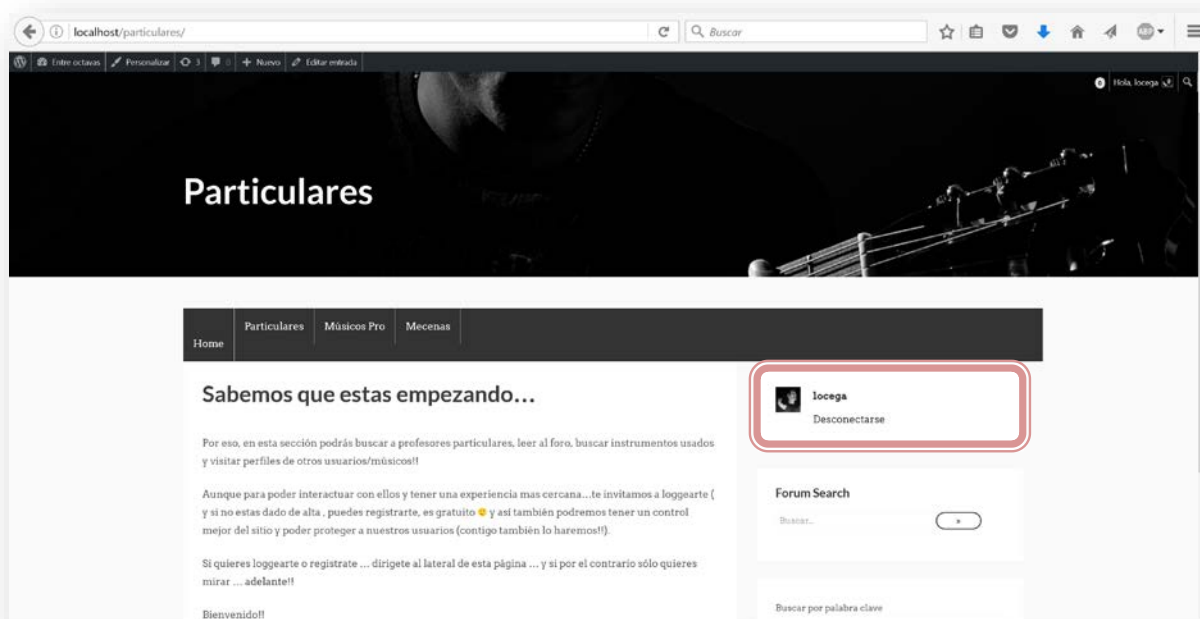 localhost/particulares/
Buscar
ABP
Entre octavas Personalizar 3 0 + Nuevo Editar entrada
0 Hola, locega
Particulares
Home Particulares Músicos Pro Mecenas
Sabemos que estas empezando...
Por eso, en esta sección podrás buscar a profesores particulares, leer al foro, buscar instrumentos usados
y visitar perfiles de otros usuarios/músicos!!
Aunque para poder interactuar con ellos y tener una experiencia mas cercana...te invitamos a loggearte (
y si no estas dado de alta , puedes registrarte, es gratuito 🙂 y así también podremos tener un control
mejor del sitio y poder proteger a nuestros usuarios (contigo también lo haremos!!).
Si quieres loggearte o registrate ... dirigete al lateral de esta página ... y si por el contrario sólo quieres
mirar ... adelante!!
Bienvenido!!
locega
Desconectarse
Forum Search
Buscar... »
Buscar por palabra clave